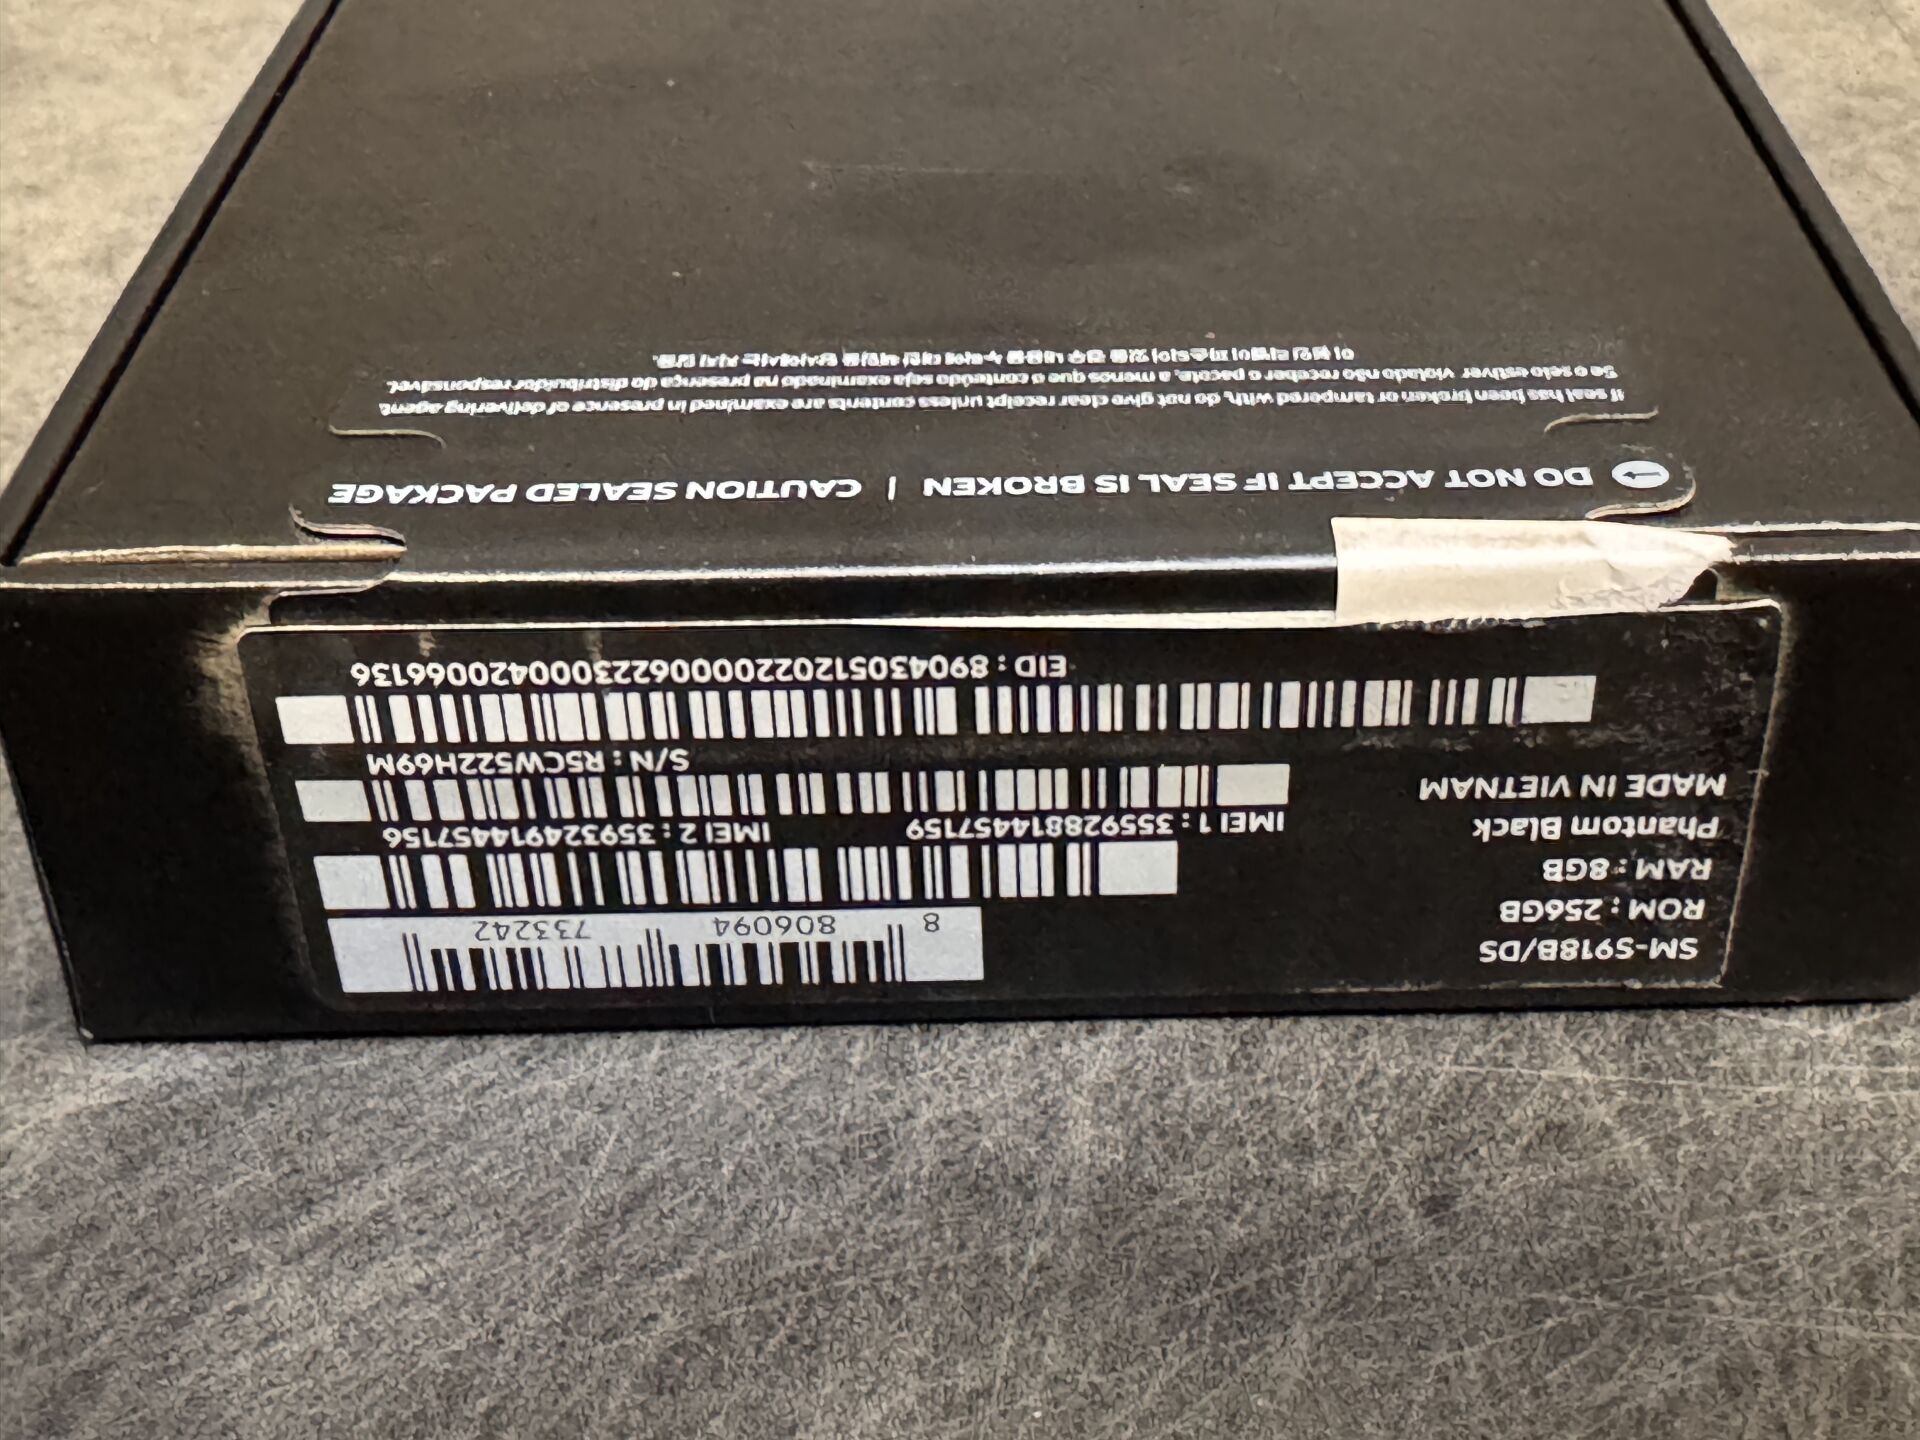 SM-S918B/DS
ROM : 256GB
RAM : 8GB
Phantom Black
MADE IN VIETNAM
8 806094 733242
IMEI 1 : 355928814457159 IMEI 2 : 359324914457156
S/N : R5CW522H69M
EID : 89043051202200006223000420066136
DO NOT ACCEPT IF SEAL IS BROKEN | CAUTION SEALED PACKAGE
If seal has been broken or tampered with, do not give clear receipt unless contents are examined in presence of delivering agent.
Se o selo estiver violado não receber o pacote, a menos que o conteúdo seja examinado na presença do distribuidor responsável.